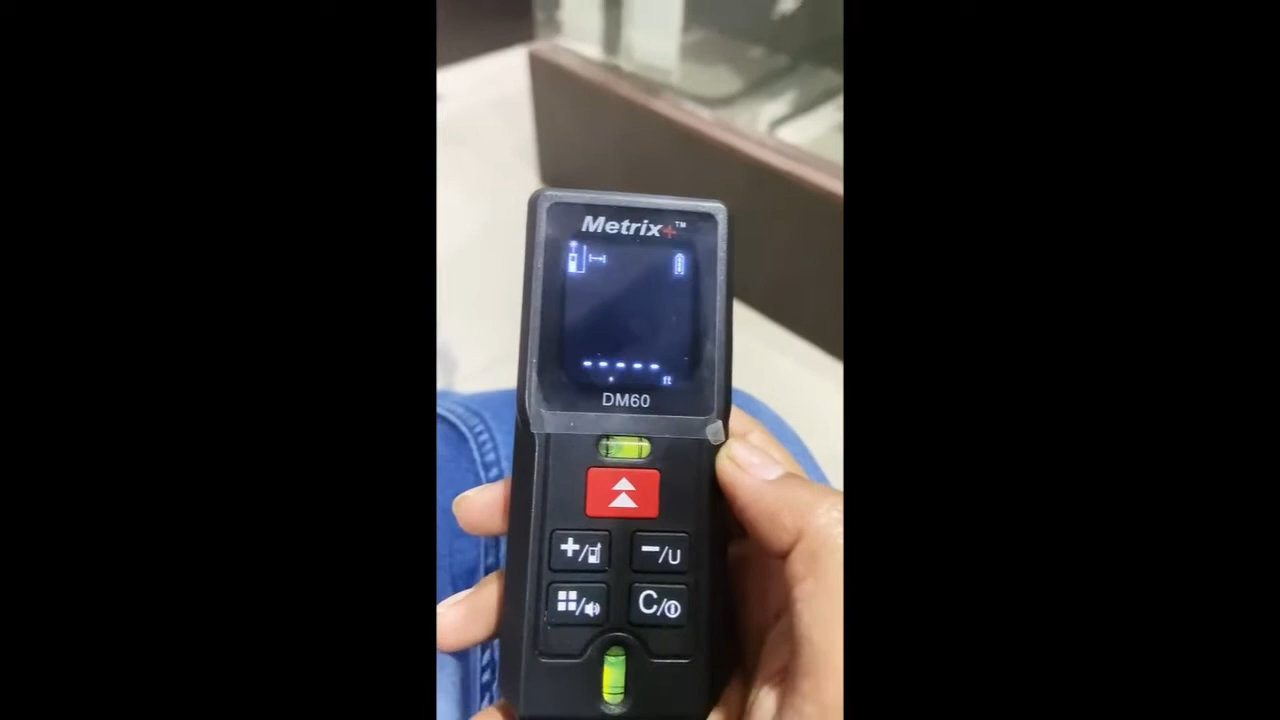 Metrix+™
- - - - -
ft
DM60
+/
−/U
C/